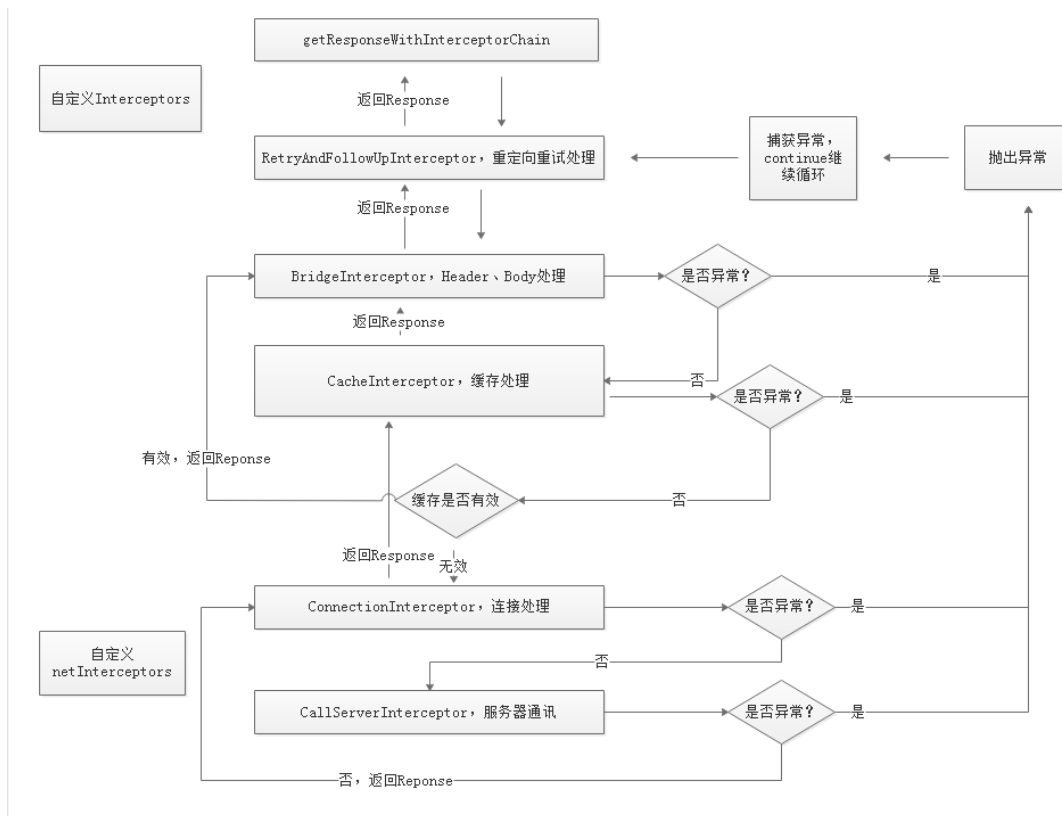 getResponseWithInterceptorChain
自定义Interceptors
返回Response
RetryAndFollowUpInterceptor，重定向重试处理
捕获异常，
continue继
续循环
抛出异常
返回Response
BridgeInterceptor，Header、Body处理
是否异常？
是
返回Response
CacheInterceptor，缓存处理
否
是否异常？
是
有效，返回Reponse
缓存是否有效
否
返回Response
无效
ConnectionInterceptor，连接处理
是否异常？
是
自定义
netInterceptors
否
CallServerInterceptor，服务器通讯
是否异常？
是
否，返回Reponse